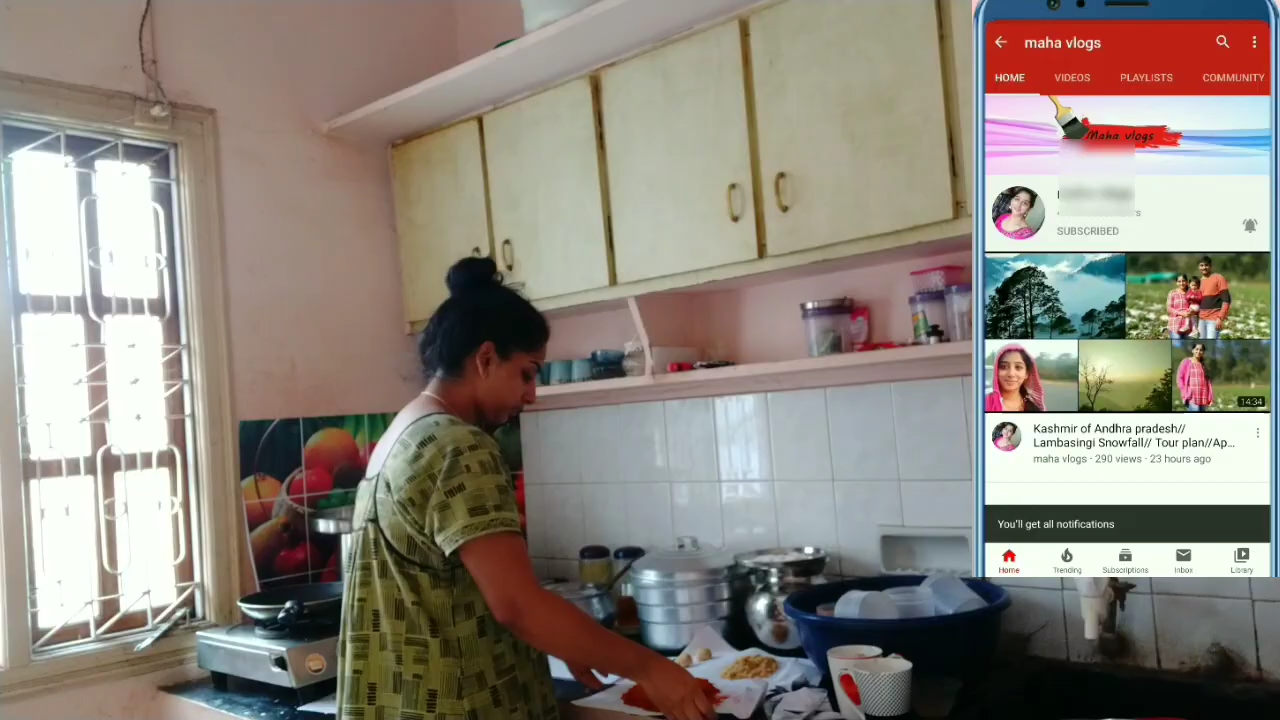 maha vlogs
HOME VIDEOS PLAYLISTS COMMUNITY
Maha vlogs
SUBSCRIBED
14:34
Kashmir of Andhra pradesh//
Lambasingi Snowfall// Tour plan//Ap...
maha vlogs · 290 views · 23 hours ago
You'll get all notifications
Home Trending Subscriptions Inbox Library